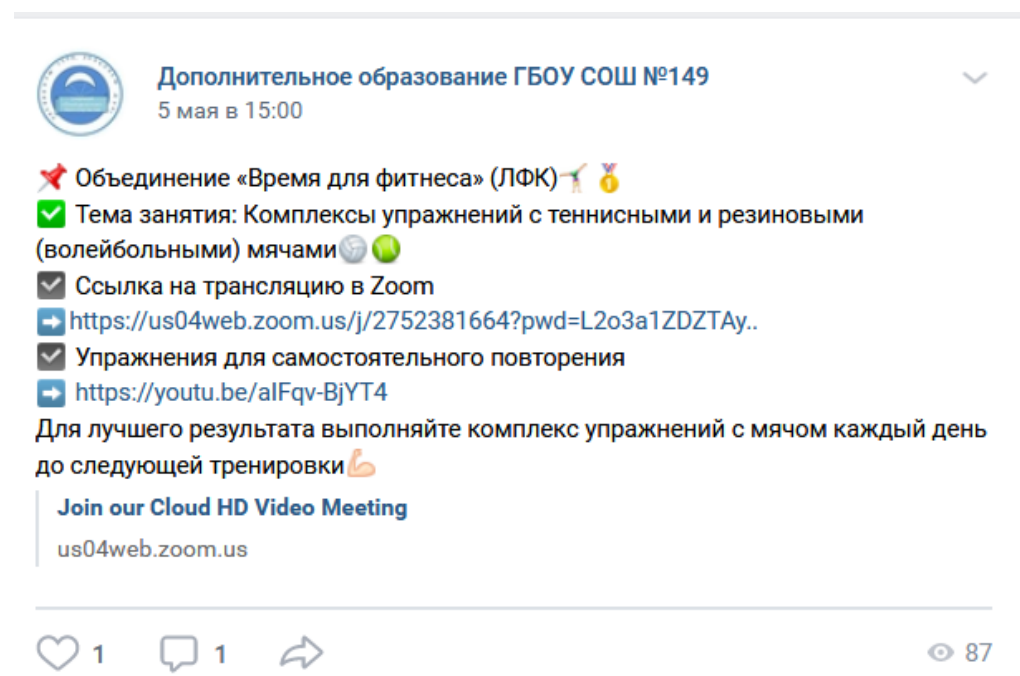 Дополнительное образование ГБОУ СОШ №149
5 мая в 15:00
📌 Объединение «Время для фитнеса» (ЛФК)🤸🏻‍♀️ 🏅
✅ Тема занятия: Комплексы упражнений с теннисными и резиновыми
(волейбольными) мячами🏐🎾
☑ Ссылка на трансляцию в Zoom
➡https://us04web.zoom.us/j/2752381664?pwd=L2o3a1ZDZTAy..
☑ Упражнения для самостоятельного повторения
➡ https://youtu.be/aIFqv-BjYT4
Для лучшего результата выполняйте комплекс упражнений с мячом каждый день
до следующей тренировки💪🏻
Join our Cloud HD Video Meeting
us04web.zoom.us
1 1 87